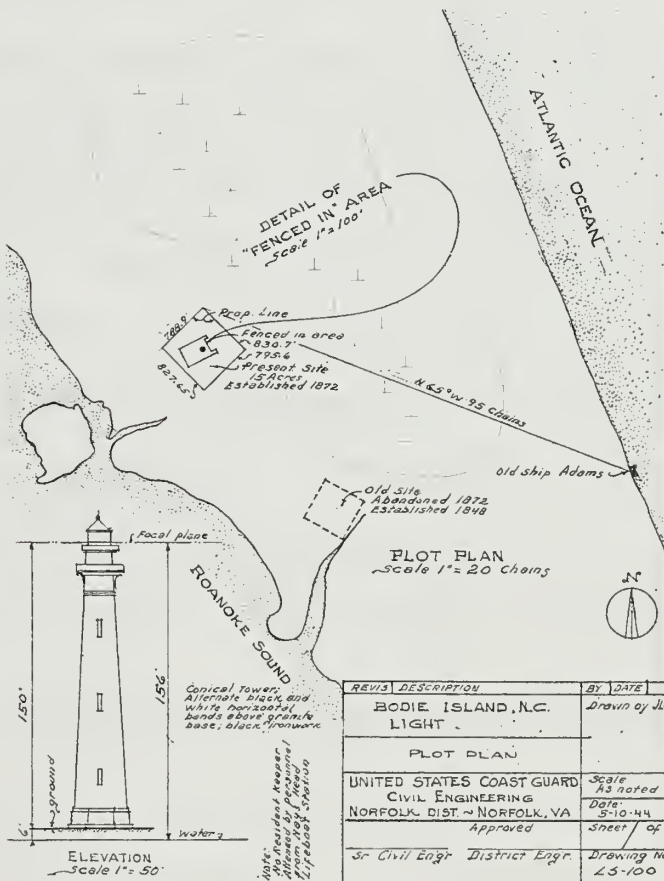 ATLANTIC OCEAN
DETAIL OF
"FENCED IN" AREA
Scale 1"=100'
Prop. Line
788.9'
Fenced in area
830.7'
795.6
Present Site
15 Acres
Established 1872
827.65'
N 65° W 95 Chains
Old Ship Adams
Old Site
Abandoned 1872
Established 1848
PLOT PLAN
Scale 1" = 20 Chains
N
ROANOKE SOUND
Focal plane
150'
156'
Conical Tower;
Alternate black and
white horizontal
bands above granite
base; black ironwork
ground
6'
water
ELEVATION
Scale 1" = 50'
Note:
No Resident Keeper
Attended by personnel
from Nags Head
Lifeboat Station
REVIS DESCRIPTION BY DATE
BODIE ISLAND, N.C.
LIGHT.
Drawn by
PLOT PLAN
UNITED STATES COAST GUARD
CIVIL ENGINEERING
NORFOLK DIST. ~ NORFOLK, VA
Scale
As noted
Date:
5-10-44
Approved
Sheet 1 of
Sr Civil Engr District Engr.
Drawing No
LS-100